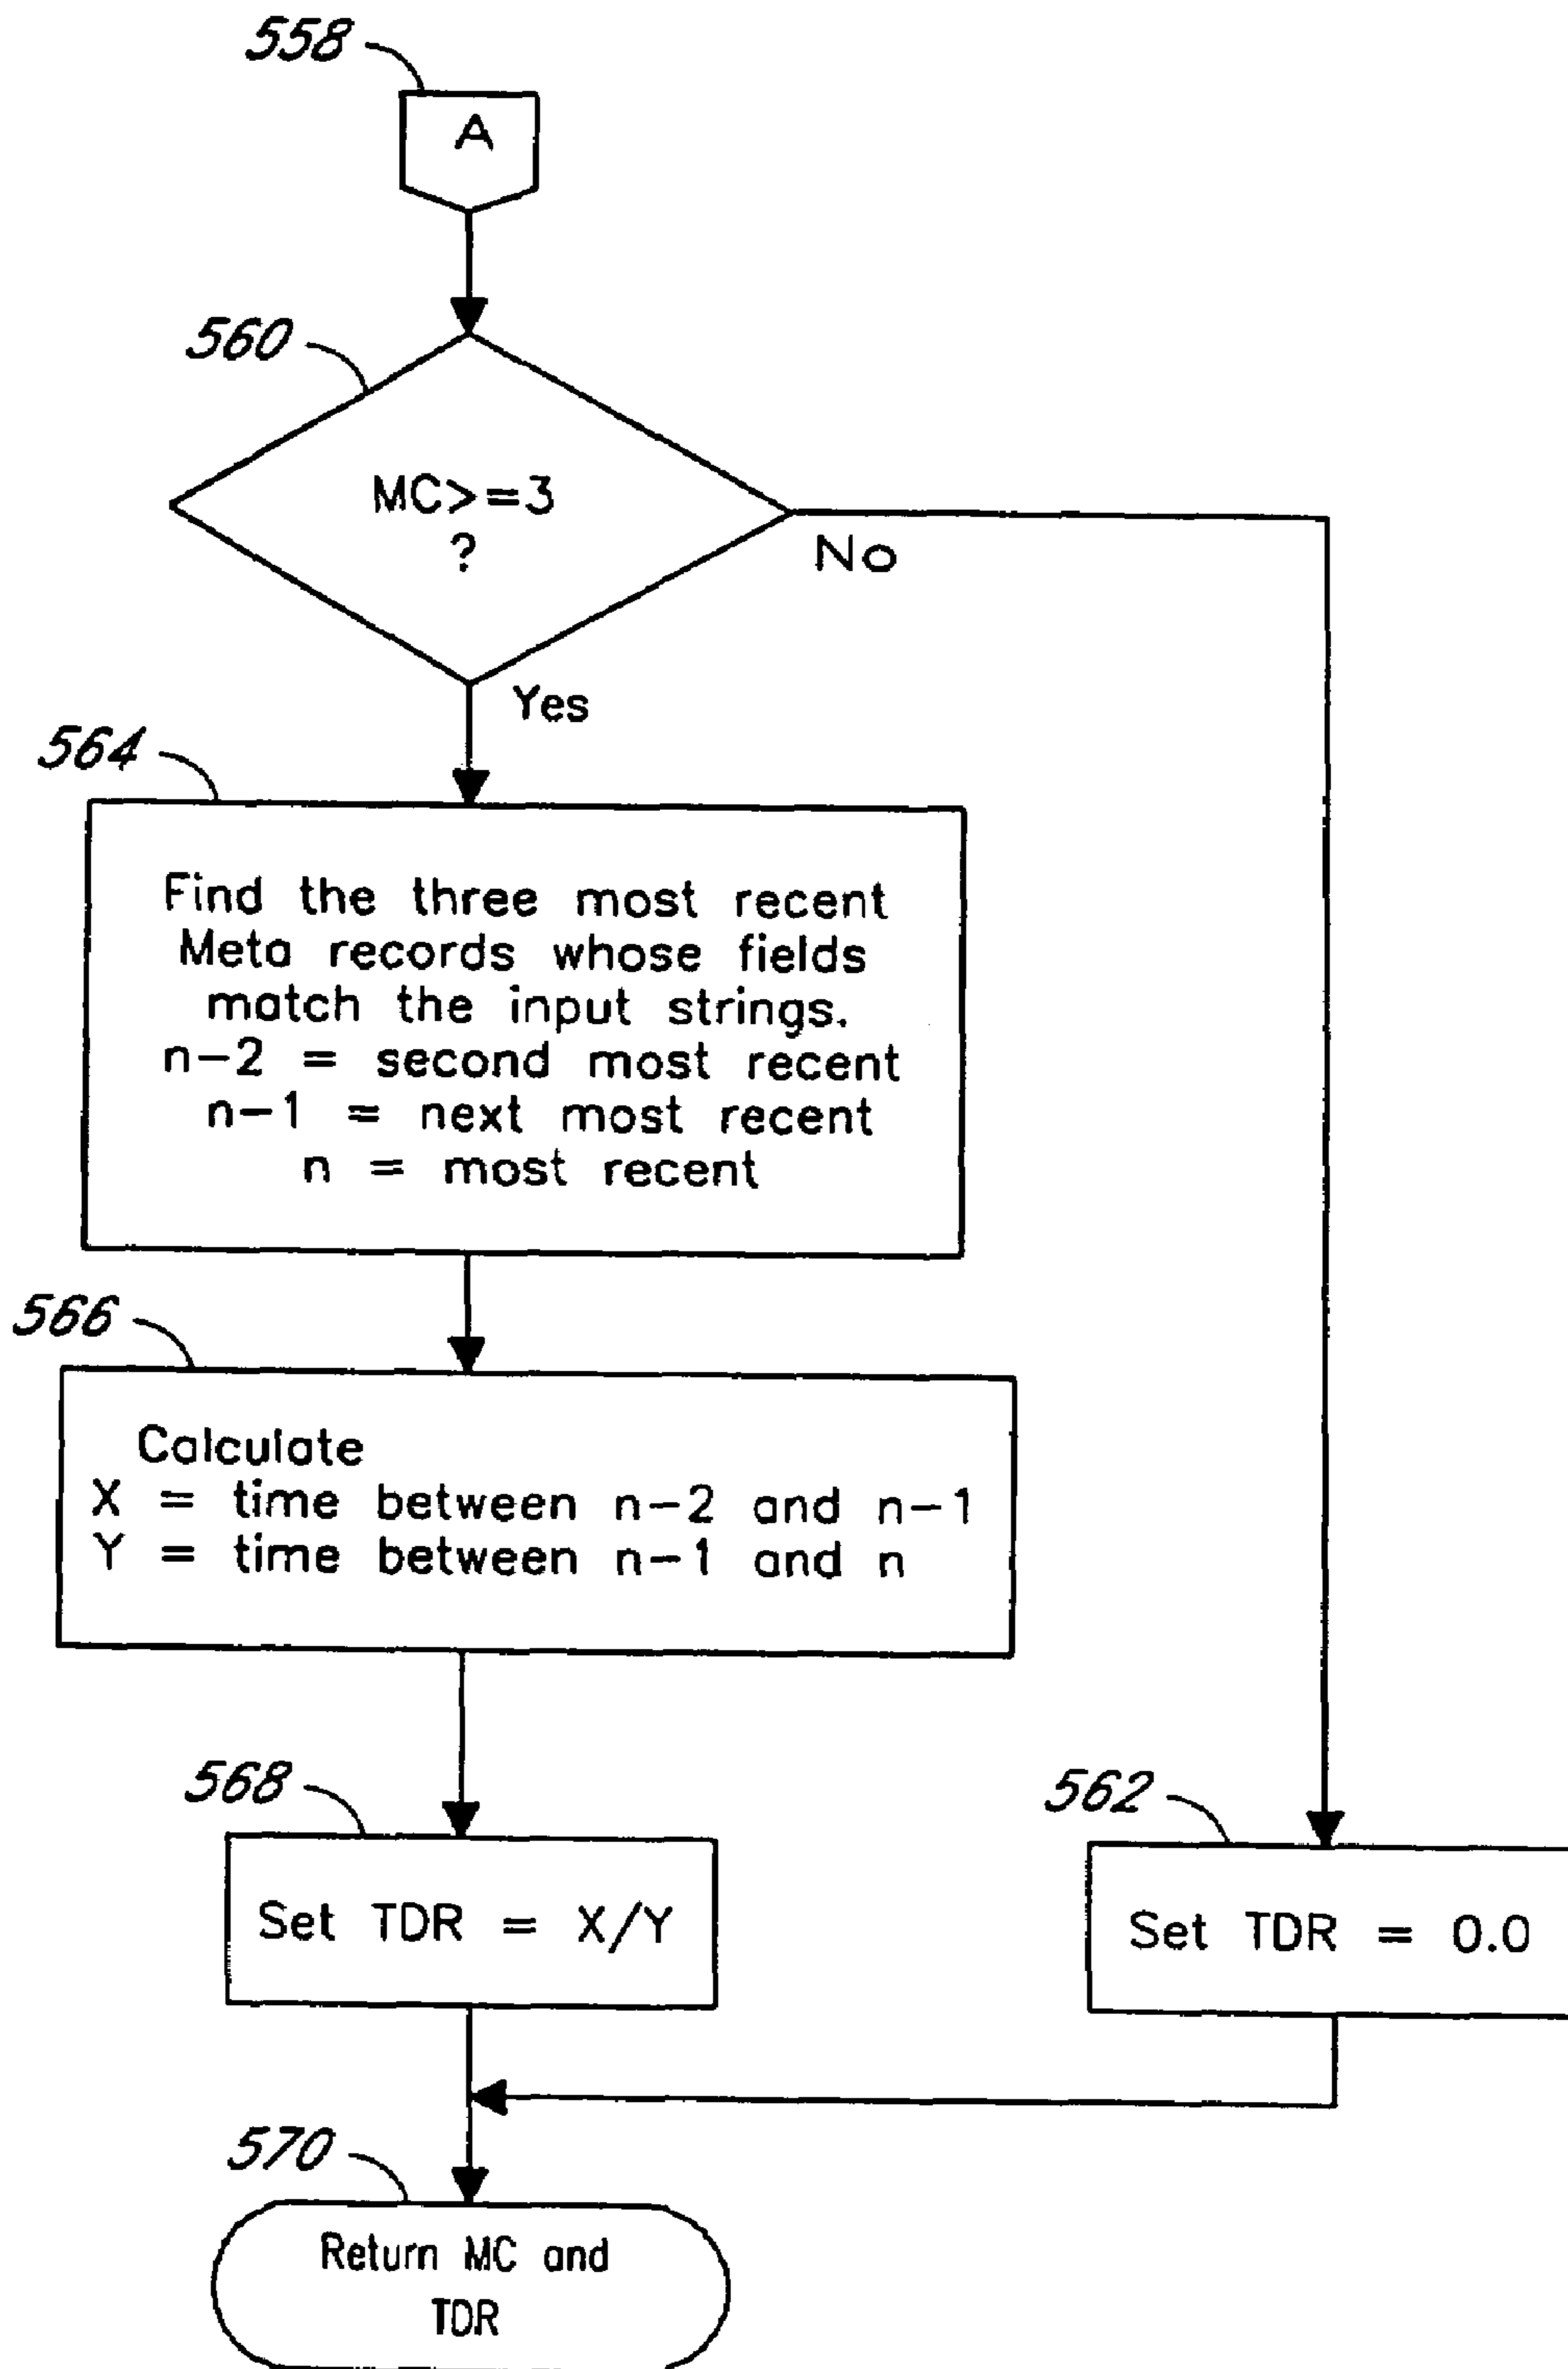 558
A
560
MC>=3
?
No
Yes
564
Find the three most recent
Meta records whose fields
match the input strings.
n-2 = second most recent
n-1 = next most recent
n = most recent
566
Calculate
X = time between n-2 and n-1
Y = time between n-1 and n
568
Set TDR = X/Y
562
Set TDR = 0.0
570
Return MC and
TDR